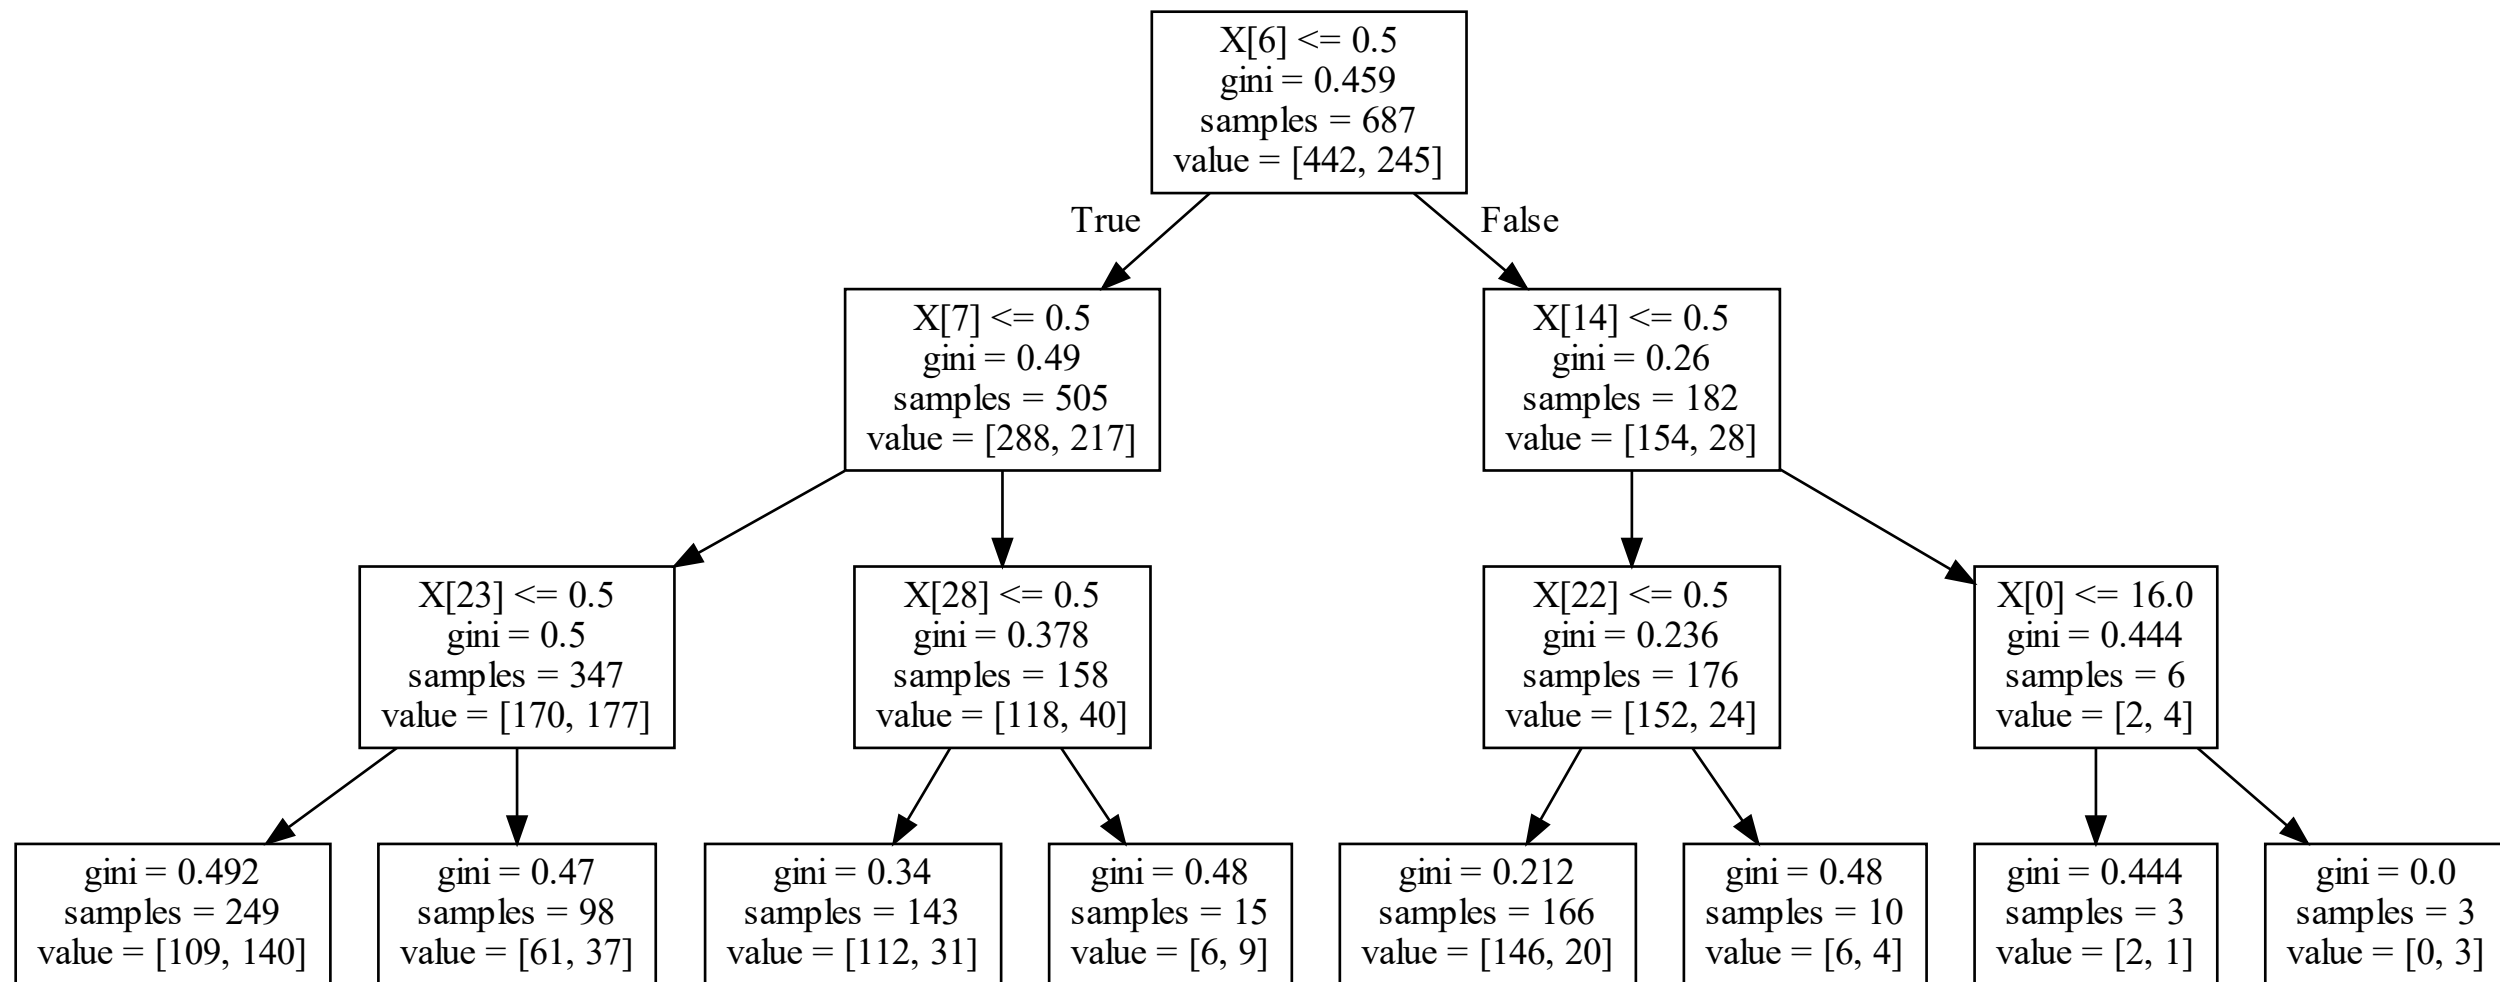 X[6] <= 0.5
gini = 0.459
samples = 687
value = [442, 245]
True
False
X[7] <= 0.5
gini = 0.49
samples = 505
value = [288, 217]
X[14] <= 0.5
gini = 0.26
samples = 182
value = [154, 28]
X[23] <= 0.5
gini = 0.5
samples = 347
value = [170, 177]
X[28] <= 0.5
gini = 0.378
samples = 158
value = [118, 40]
X[22] <= 0.5
gini = 0.236
samples = 176
value = [152, 24]
X[0] <= 16.0
gini = 0.444
samples = 6
value = [2, 4]
gini = 0.492
samples = 249
value = [109, 140]
gini = 0.47
samples = 98
value = [61, 37]
gini = 0.34
samples = 143
value = [112, 31]
gini = 0.48
samples = 15
value = [6, 9]
gini = 0.212
samples = 166
value = [146, 20]
gini = 0.48
samples = 10
value = [6, 4]
gini = 0.444
samples = 3
value = [2, 1]
gini = 0.0
samples = 3
value = [0, 3]